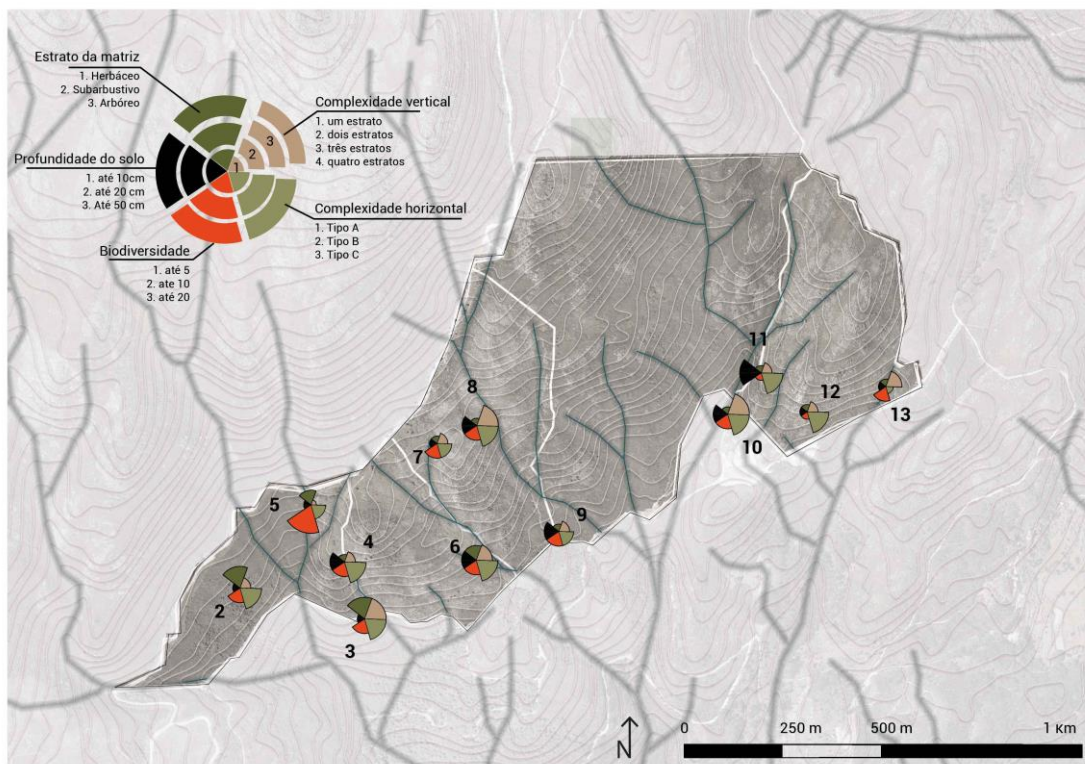 Estrato da matriz
1. Herbáceo
2. Subarbustivo
3. Arbóreo
Complexidade vertical
1. um estrato
2. dois estratos
3. três estratos
4. quatro estratos
1
2
3
Profundidade do solo
1. até 10cm
2. até 20 cm
3. Até 50 cm
Complexidade horizontal
1. Tipo A
2. Tipo B
3. Tipo C
Biodiversidade
1. até 5
2. ate 10
3. até 20
11
8
12
13
7
10
5
4
9
6
2
3
N
0
250 m
500 m
1 Km